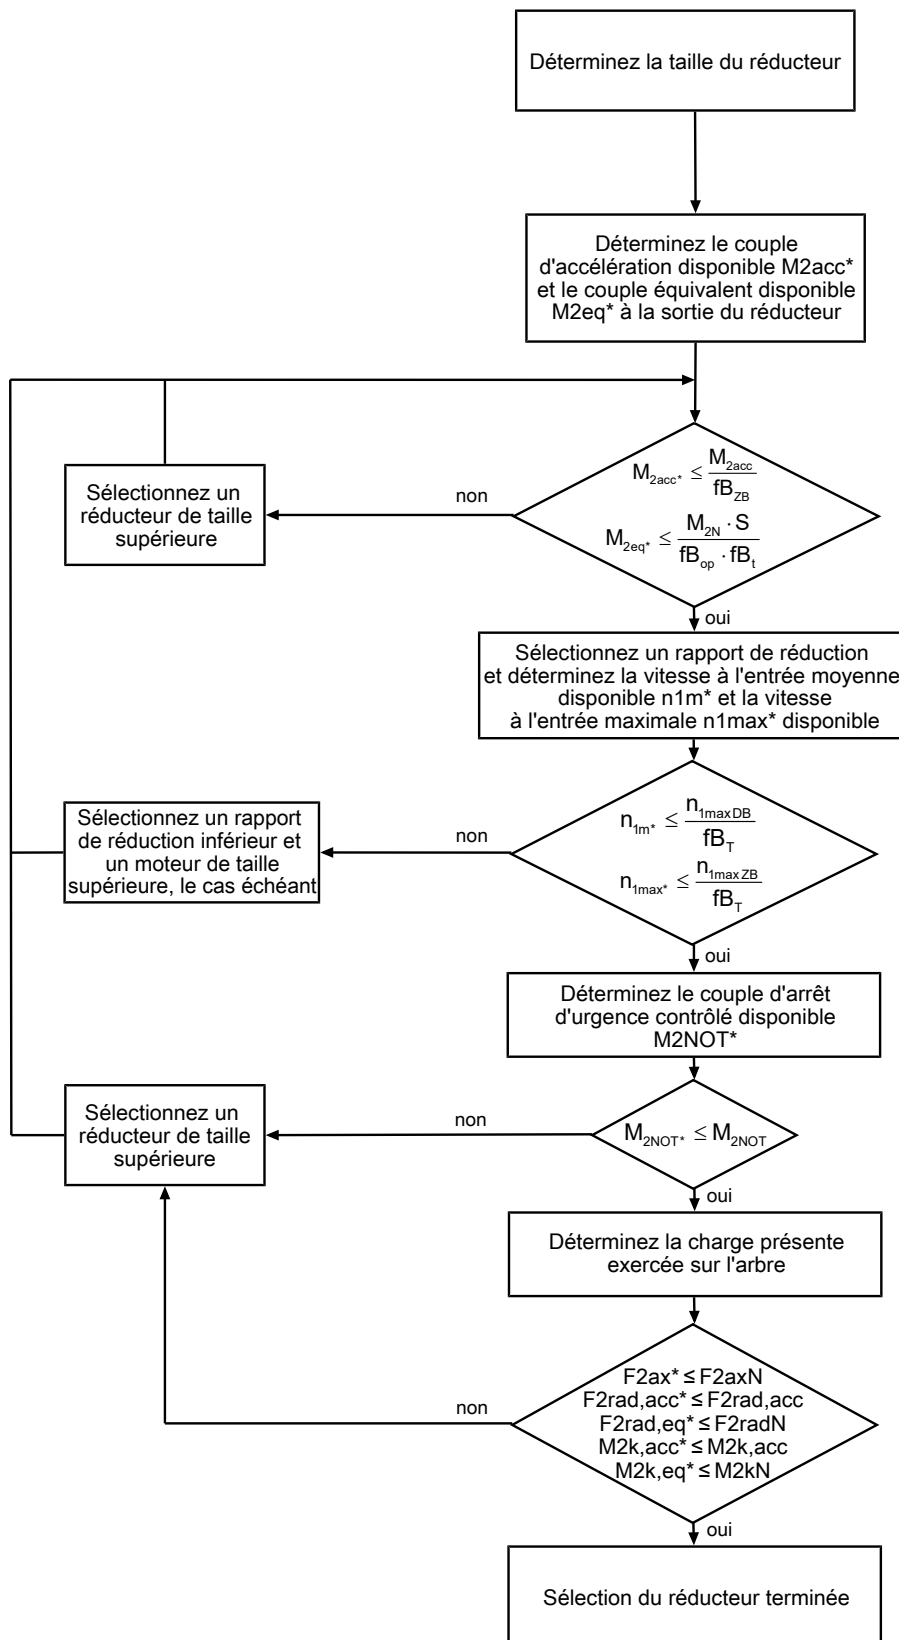 Déterminez la taille du réducteur
Déterminez le couple
d'accélération disponible M2acc*
et le couple équivalent disponible
M2eq* à la sortie du réducteur
M2acc* ≤ M2acc / fBZB
M2eq* ≤ M2N · S / fBop · fBt
non
Sélectionnez un
réducteur de taille
supérieure
oui
Sélectionnez un rapport de réduction
et déterminez la vitesse à l'entrée moyenne
disponible n1m* et la vitesse
à l'entrée maximale n1max* disponible
n1m* ≤ n1maxDB / fBT
n1max* ≤ n1maxZB / fBT
non
Sélectionnez un rapport
de réduction inférieur et
un moteur de taille
supérieure, le cas échéant
oui
Déterminez le couple d'arrêt
d'urgence contrôlé disponible
M2NOT*
M2NOT* ≤ M2NOT
non
Sélectionnez un
réducteur de taille
supérieure
oui
Déterminez la charge présente
exercée sur l'arbre
F2ax* ≤ F2axN
F2rad,acc* ≤ F2rad,acc
F2rad,eq* ≤ F2radN
M2k,acc* ≤ M2k,acc
M2k,eq* ≤ M2kN
non
oui
Sélection du réducteur terminée